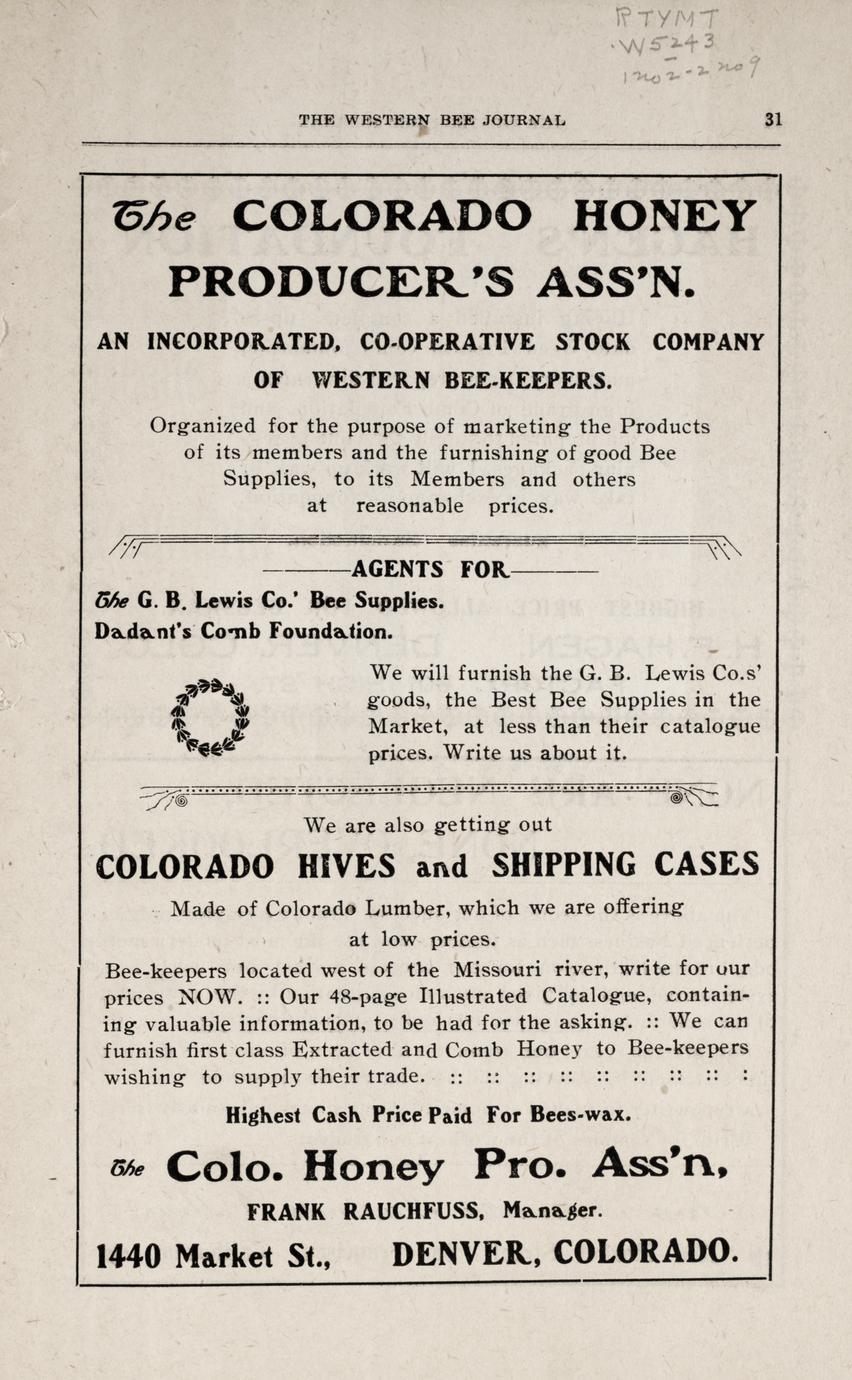 RTYMT
.W5243
THE WESTERN BEE JOURNAL 31
The COLORADO HONEY
PRODUCER'S ASS'N.
AN INCORPORATED, CO-OPERATIVE STOCK COMPANY
OF WESTERN BEE-KEEPERS.
Organized for the purpose of marketing the Products
of its members and the furnishing of good Bee
Supplies, to its Members and others
at reasonable prices.
AGENTS FOR
The G. B. Lewis Co.' Bee Supplies.
Dadant's Comb Foundation.
We will furnish the G. B. Lewis Co.s'
goods, the Best Bee Supplies in the
Market, at less than their catalogue
prices. Write us about it.
We are also getting out
COLORADO HIVES and SHIPPING CASES
Made of Colorado Lumber, which we are offering
at low prices.
Bee-keepers located west of the Missouri river, write for our
prices NOW. :: Our 48-page Illustrated Catalogue, contain-
ing valuable information, to be had for the asking. :: We can
furnish first class Extracted and Comb Honey to Bee-keepers
wishing to supply their trade. :: :: :: :: :: :: :: :: :
Highest Cash Price Paid For Bees-wax.
The Colo. Honey Pro. Ass'n,
FRANK RAUCHFUSS, Manager.
1440 Market St., DENVER, COLORADO.